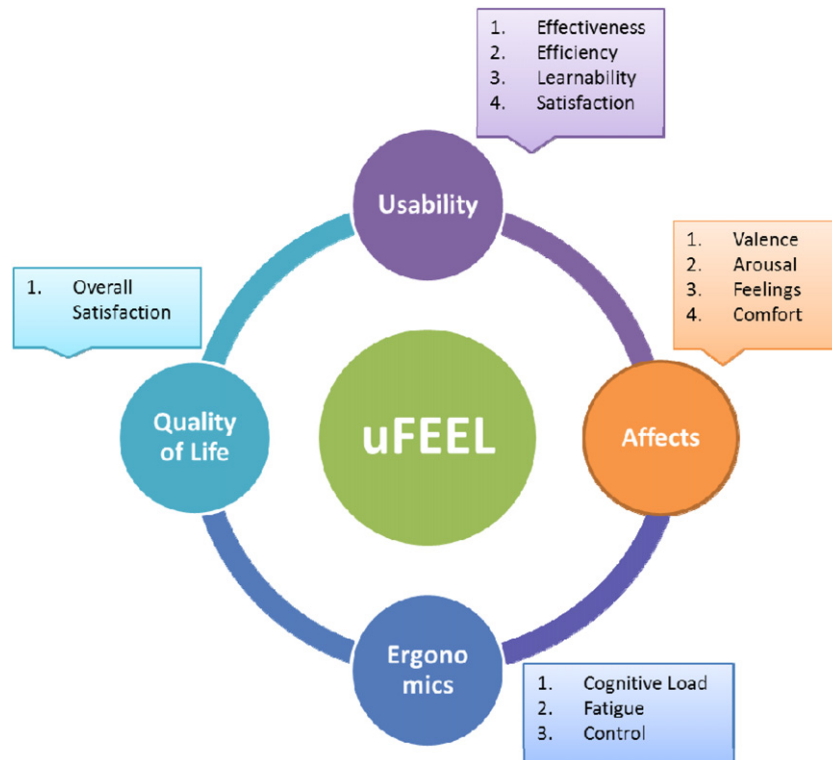 1. Effectiveness
2. Efficiency
3. Learnability
4. Satisfaction
Usability
1. Valence
2. Arousal
3. Feelings
4. Comfort
1. Overall
Satisfaction
Quality
of Life
uFEEL
Affects
Ergono
mics
1. Cognitive Load
2. Fatigue
3. Control